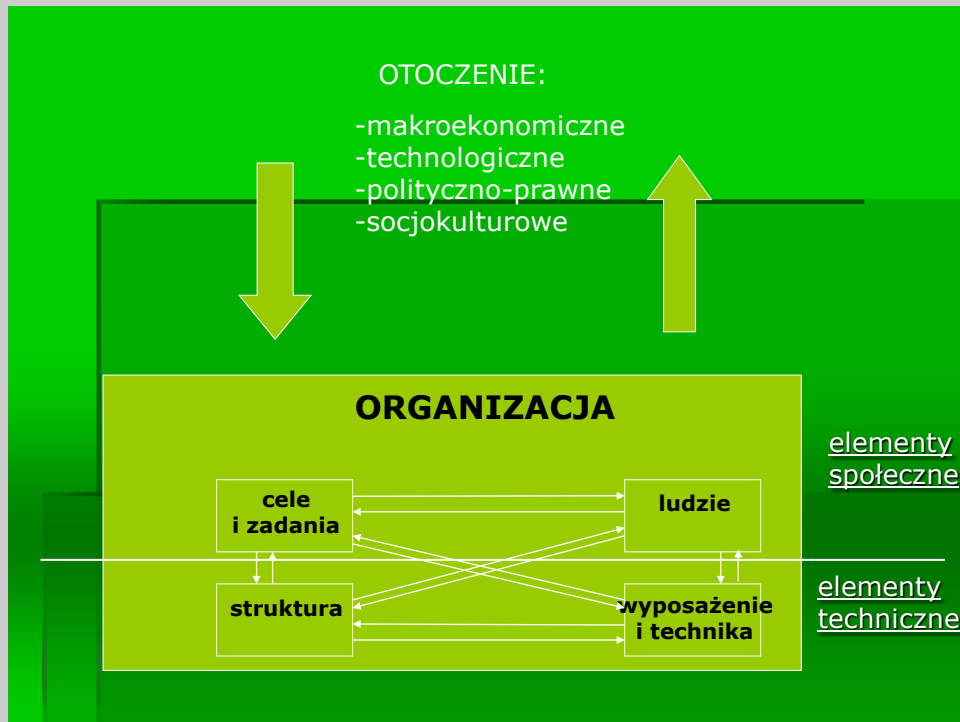 OTOCZENIE:
-makroekonomiczne
-technologiczne
-polityczno-prawne
-socjokulturowe
ORGANIZACJA
elementy
społeczne
cele
i zadania
ludzie
struktura
wyposażenie
i technika
elementy
techniczne